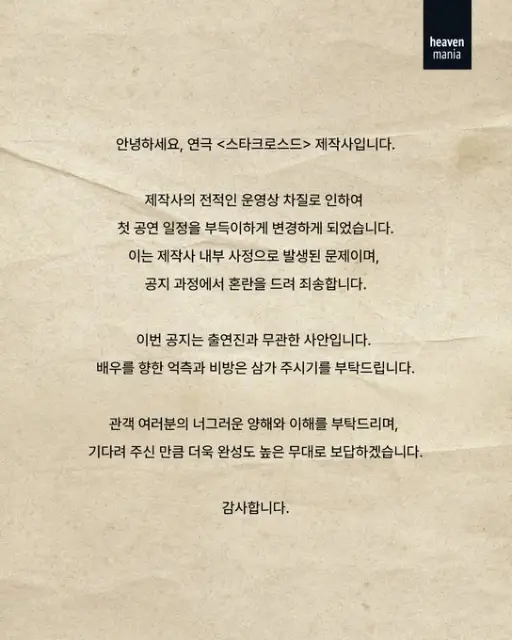 heaven
mania
안녕하세요, 연극 <스타크로스드> 제작사입니다.
제작사의 전적인 운영상 차질로 인하여
첫 공연 일정을 부득이하게 변경하게 되었습니다.
이는 제작사 내부 사정으로 발생된 문제이며,
공지 과정에서 혼란을 드려 죄송합니다.
이번 공지는 출연진과 무관한 사안입니다.
배우를 향한 억측과 비방은 삼가 주시기를 부탁드립니다.
관객 여러분의 너그러운 양해와 이해를 부탁드리며,
기다려 주신 만큼 더욱 완성도 높은 무대로 보답하겠습니다.
감사합니다.